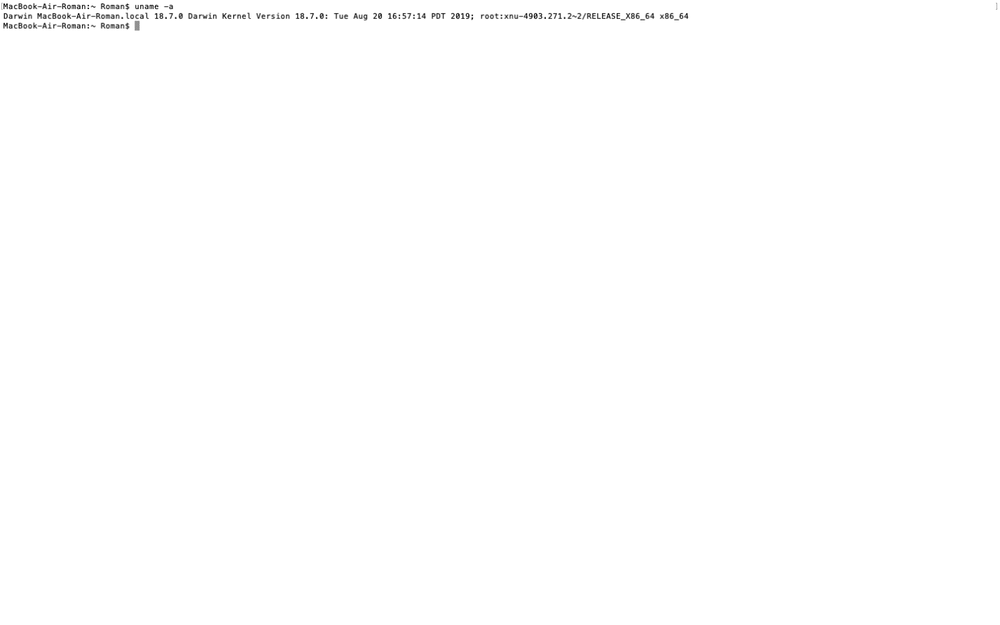 MacBook-Air-Roman:~ Roman$ uname -a
Darwin MacBook-Air-Roman.local 18.7.0 Darwin Kernel Version 18.7.0: Tue Aug 20 16:57:14 PDT 2019; root:xnu-4903.271.2~2/RELEASE_X86_64 x86_64
MacBook-Air-Roman:~ Roman$